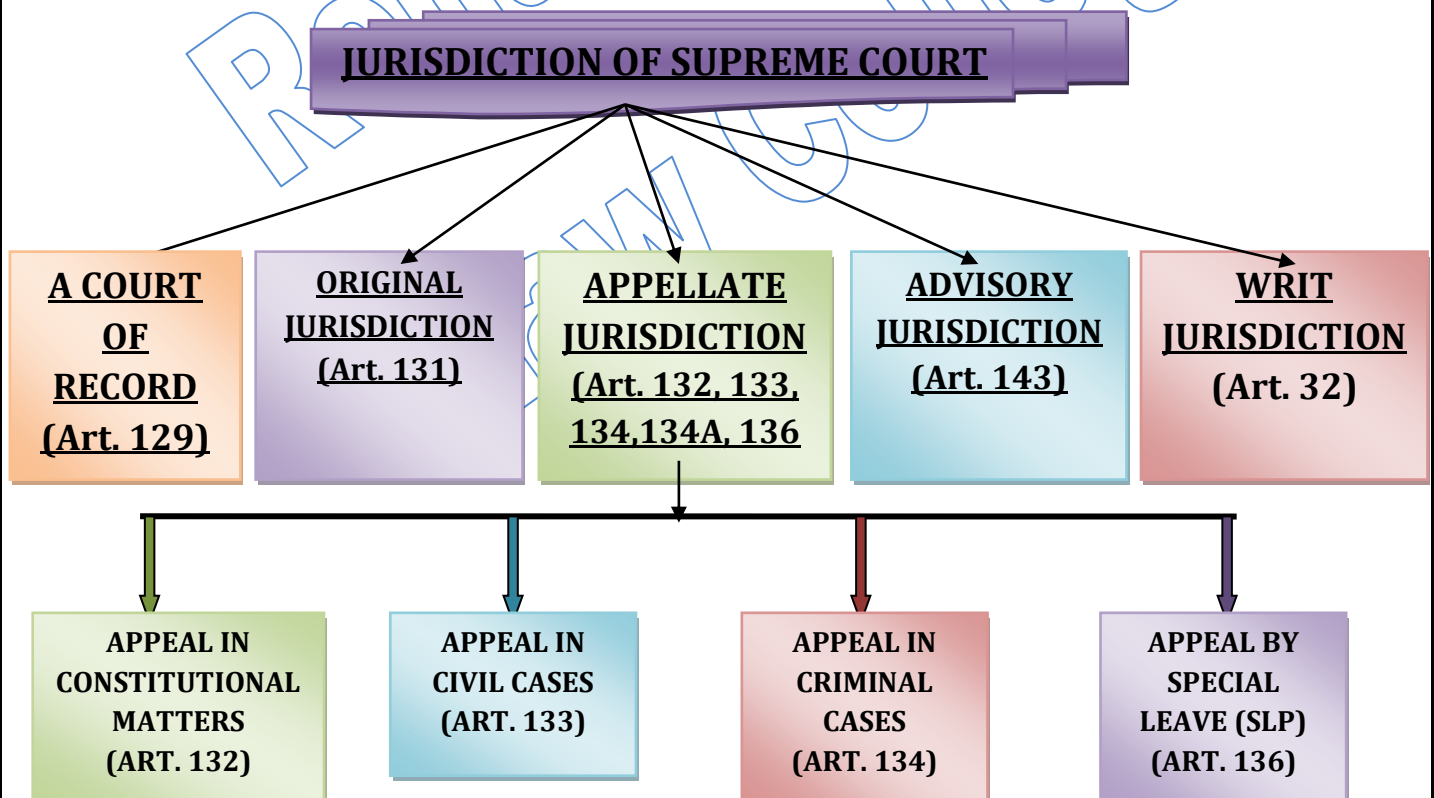 JURISDICTION OF SUPREME COURT
A COURT
OF
RECORD
(Art. 129)
ORIGINAL
JURISDICTION
(Art. 131)
APPELLATE
JURISDICTION
(Art. 132, 133,
134,134A, 136
ADVISORY
JURISDICTION
(Art. 143)
WRIT
JURISDICTION
(Art. 32)
APPEAL IN
CONSTITUTIONAL
MATTERS
(ART. 132)
APPEAL IN
CIVIL CASES
(ART. 133)
APPEAL IN
CRIMINAL
CASES
(ART. 134)
APPEAL BY
SPECIAL
LEAVE (SLP)
(ART. 136)